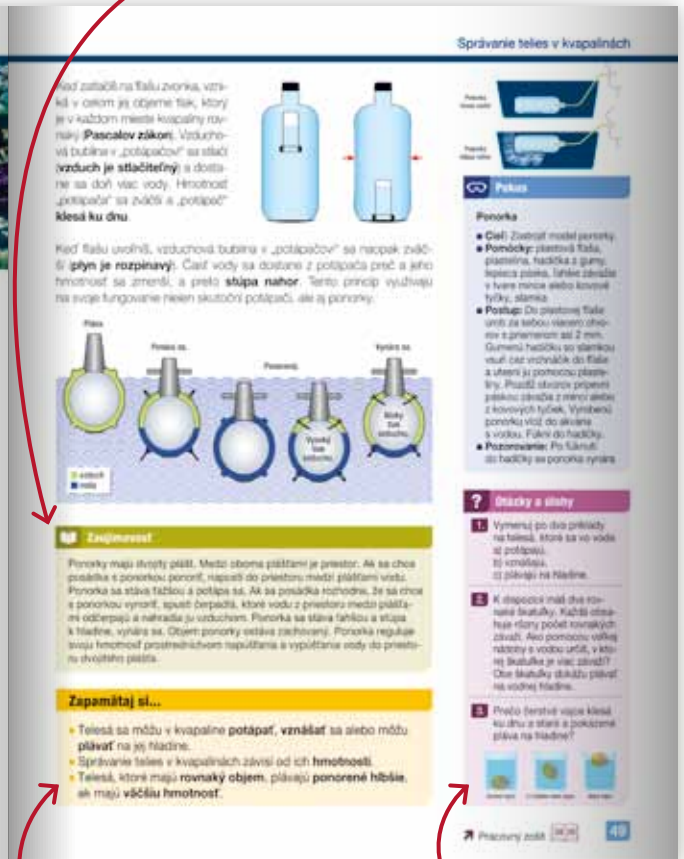 Správanie telies v kvapalinách
Keď zatlačíš na fľašu zvonka, vzni-
ká v celom jej objeme tlak, ktorý
je v každom mieste kvapaliny rov-
naký (Pascalov zákon). Vzducho-
vá bublina v „potápačovi“ sa stlačí
(vzduch je stlačiteľný) a dosta-
ne sa doň viac vody. Hmotnosť
„potápača“ sa zväčší a „potápač“
klesá ku dnu.
Keď fľašu uvoľníš, vzduchová bublina v „potápačovi“ sa naopak zväč-
ší (plyn je rozpínavý). Časť vody sa dostane z potápača preč a jeho
hmotnosť sa zmenší, a preto stúpa nahor. Tento princíp využívajú
na svoje fungovanie nielen skutoční potápači, ale aj ponorky.
Pláva.
Ponára sa.
Ponorená.
Vynára sa.
Vysoký
tlak
vzduchu.
Nízky
tlak
vzduchu.
vzduch
voda
Zaujímavosť
Ponorky majú dvojitý plášť. Medzi oboma plášťami je priestor. Ak sa chce
posádka s ponorkou ponoriť, napustí do priestoru medzi plášťami vodu.
Ponorka sa stáva ťažšou a potápa sa. Ak sa posádka rozhodne, že sa chce
s ponorkou vynoriť, spustí čerpadlá, ktoré vodu z priestoru medzi plášťa-
mi odčerpajú a nahradia ju vzduchom. Ponorka sa stáva ľahšou a stúpa
k hladine, vynára sa. Objem ponorky ostáva zachovaný. Ponorka reguluje
svoju hmotnosť prostredníctvom napúšťania a vypúšťania vody do priesto-
ru dvojitého plášťa.
Zapamätaj si...
Telesá sa môžu v kvapaline potápať, vznášať sa alebo môžu
plávať na jej hladine.
Správanie telies v kvapalinách závisí od ich hmotnosti.
Telesá, ktoré majú rovnaký objem, plávajú ponorené hlbšie,
ak majú väčšiu hmotnosť.
Pokus
Ponorka
Cieľ: Zostrojiť model ponorky.
Pomôcky: plastová fľaša,
plastelína, hadička z gumy,
lepiaca páska, ľahké závažie
v tvare mince alebo kovové
tyčky, slamka
Postup: Do plastovej fľaše
urob za sebou viacero otvo-
rov s priemerom asi 2 mm.
Gumenú hadičku so slamkou
vsuň cez vrchnáčik do fľaše
a utesni ju pomocou plaste-
líny. Pozdĺž otvorov pripevni
páskou závažia z mincí alebo
z kovových tyčiek. Vyrobenú
ponorku vlož do akvária
s vodou. Fúkni do hadičky.
Pozorovanie: Po fúknutí
do hadičky sa ponorka vynára.
? Otázky a úlohy
1. Vymenuj po dva príklady
na telesá, ktoré sa vo vode
a) potápajú,
b) vznášajú,
c) plávajú na hladine.
2. K dispozícii máš dve rov-
naké škatuľky. Každá obsa-
huje rôzny počet rovnakých
závaží. Ako pomocou veľkej
nádoby s vodou určíš, v kto-
rej škatuľke je viac závaží?
Obe škatuľky dokážu plávať
na vodnej hladine.
3. Prečo čerstvé vajce klesá
ku dnu a staré a pokazené
pláva na hladine?
Pracovný zošit
49